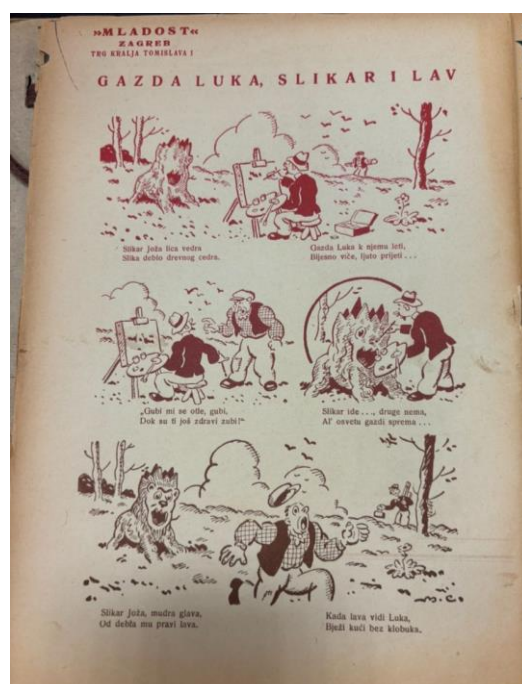 »MLADOST«
ZAGREB
TRG KRALJA TOMISLAVA 1
GAZDA LUKA, SLIKAR I LAV
Slikar Joža lica vedra
Slika deblo drevnog cedra.
Gazda Luka k njemu leti,
Bijesno viče, ljuto prijeti . . .
„Gubi mi se otle, gubi,
Dok su ti još zdravi zubi!"
Slikar ide . . ., druge nema,
Al' osvetu gazdi sprema . . .
Slikar Joža, mudra glava,
Od debla mu pravi lava.
Kada lava vidi Luka,
Bježi kući bez klobuka.